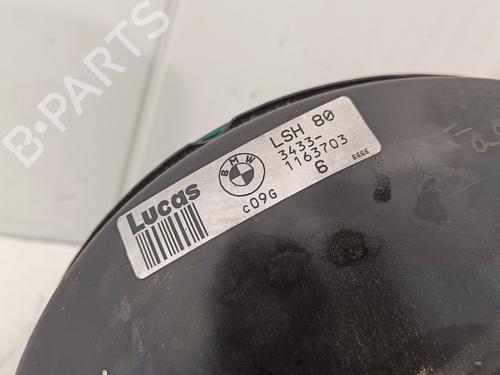 Lucas
BMW
LSH 80
3433-
1163703
c09G
6
6666
B-PARTS